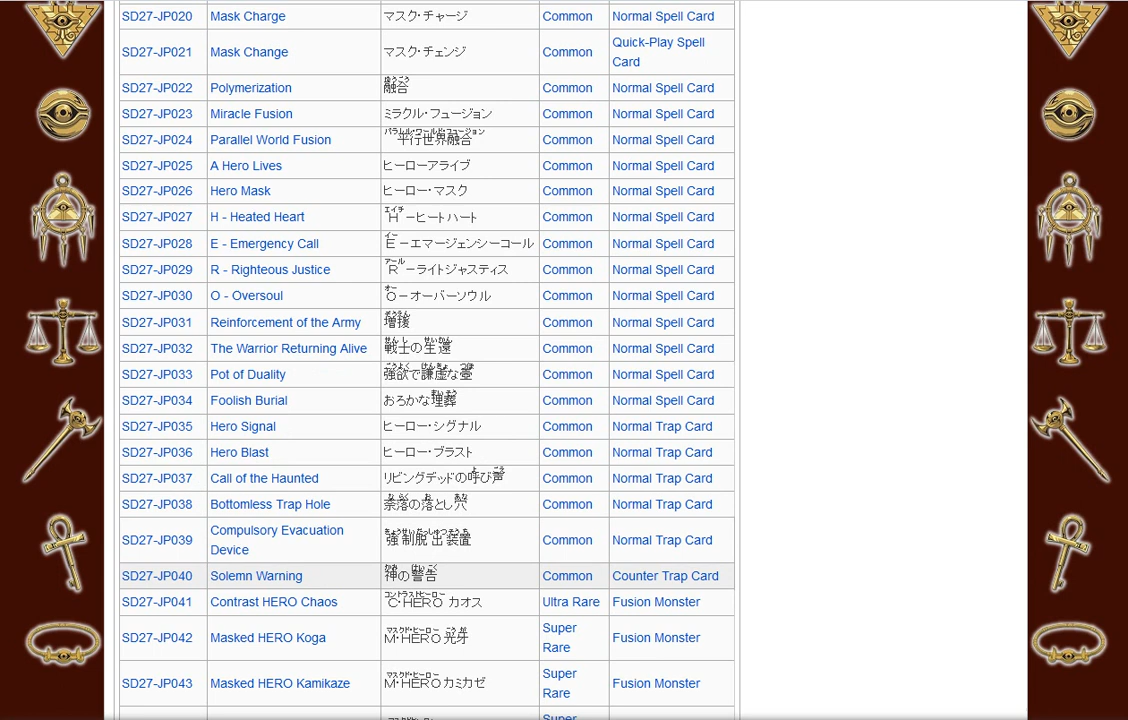 SD27-JP020 Mask Charge マスク・チャージ Common Normal Spell Card
SD27-JP021 Mask Change マスク・チェンジ Common Quick-Play Spell
Card
SD27-JP022 Polymerization 融合 Common Normal Spell Card
SD27-JP023 Miracle Fusion ミラクル・フュージョン Common Normal Spell Card
SD27-JP024 Parallel World Fusion 平行世界融合 Common Normal Spell Card
SD27-JP025 A Hero Lives ヒーローアライブ Common Normal Spell Card
SD27-JP026 Hero Mask ヒーロー・マスク Common Normal Spell Card
SD27-JP027 H - Heated Heart H－ヒートハート Common Normal Spell Card
SD27-JP028 E - Emergency Call E－エマージェンシーコール Common Normal Spell Card
SD27-JP029 R - Righteous Justice R－ライトジャスティス Common Normal Spell Card
SD27-JP030 O - Oversoul O－オーバーソウル Common Normal Spell Card
SD27-JP031 Reinforcement of the Army 増援 Common Normal Spell Card
SD27-JP032 The Warrior Returning Alive 戦士の生還 Common Normal Spell Card
SD27-JP033 Pot of Duality 強欲で謙虚な壺 Common Normal Spell Card
SD27-JP034 Foolish Burial おろかな埋葬 Common Normal Spell Card
SD27-JP035 Hero Signal ヒーロー・シグナル Common Normal Trap Card
SD27-JP036 Hero Blast ヒーロー・ブラスト Common Normal Trap Card
SD27-JP037 Call of the Haunted リビングデッドの呼び声 Common Normal Trap Card
SD27-JP038 Bottomless Trap Hole 奈落の落とし穴 Common Normal Trap Card
SD27-JP039 Compulsory Evacuation 強制脱出装置 Common Normal Trap Card
Device
SD27-JP040 Solemn Warning 神の警告 Common Counter Trap Card
SD27-JP041 Contrast HERO Chaos C・HERO カオス Ultra Rare Fusion Monster
SD27-JP042 Masked HERO Koga M・HERO 光牙 Super Fusion Monster
Rare
SD27-JP043 Masked HERO Kamikaze M・HERO カミカゼ Super Fusion Monster
Rare